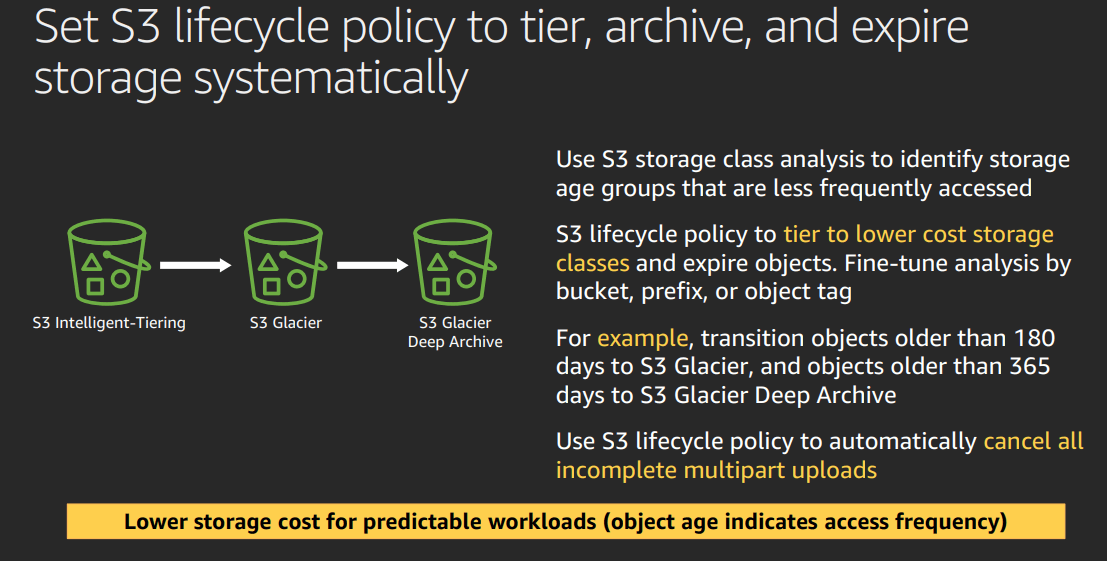 Set S3 lifecycle policy to tier, archive, and expire
storage systematically
S3 Intelligent-Tiering
S3 Glacier
S3 Glacier
Deep Archive
Use S3 storage class analysis to identify storage
age groups that are less frequently accessed
S3 lifecycle policy to tier to lower cost storage
classes and expire objects. Fine-tune analysis by
bucket, prefix, or object tag
For example, transition objects older than 180
days to S3 Glacier, and objects older than 365
days to S3 Glacier Deep Archive
Use S3 lifecycle policy to automatically cancel all
incomplete multipart uploads
Lower storage cost for predictable workloads (object age indicates access frequency)